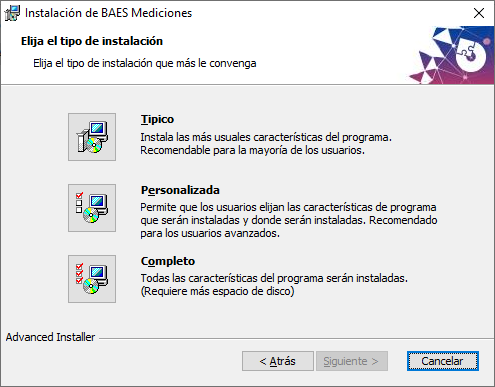 Instalación de BAES Mediciones
Elija el tipo de instalación
Elija el tipo de instalación que más le convenga
Tipico
Instala las más usuales características del programa.
Recomendable para la mayoría de los usuarios.
Personalizada
Permite que los usuarios elijan las características de programa
que serán instaladas y donde serán instaladas. Recomendado
para los usuarios avanzados.
Completo
Todas las características del programa serán instaladas.
(Requiere más espacio de disco)
Advanced Installer
< Atrás
Siguiente >
Cancelar